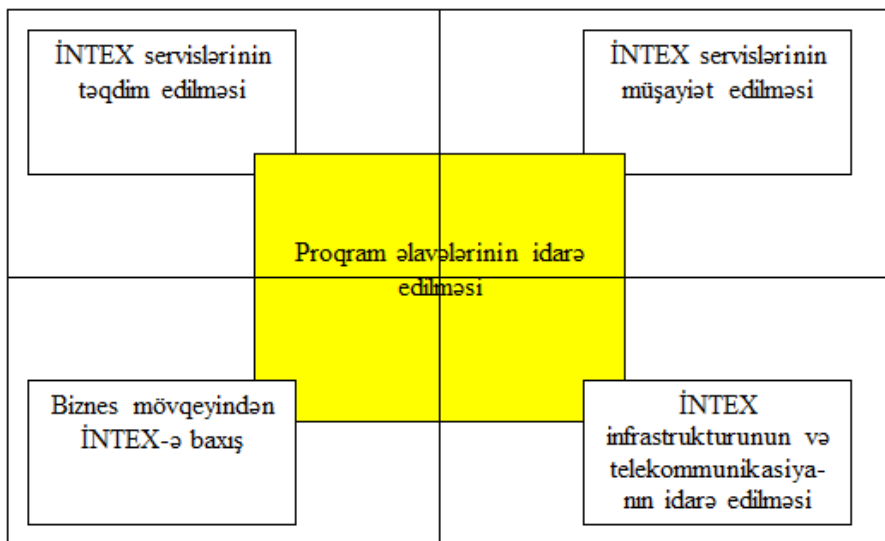 İNTEX servislərinin
təqdim edilməsi
İNTEX servislərinin
müşayiət edilməsi
Proqram əlavələrinin idarə
edilməsi
Biznes mövqeyindən
İNTEX-ə baxış
İNTEX
infrastrukturunun və
telekommunikasiya-
nın idarə edilməsi